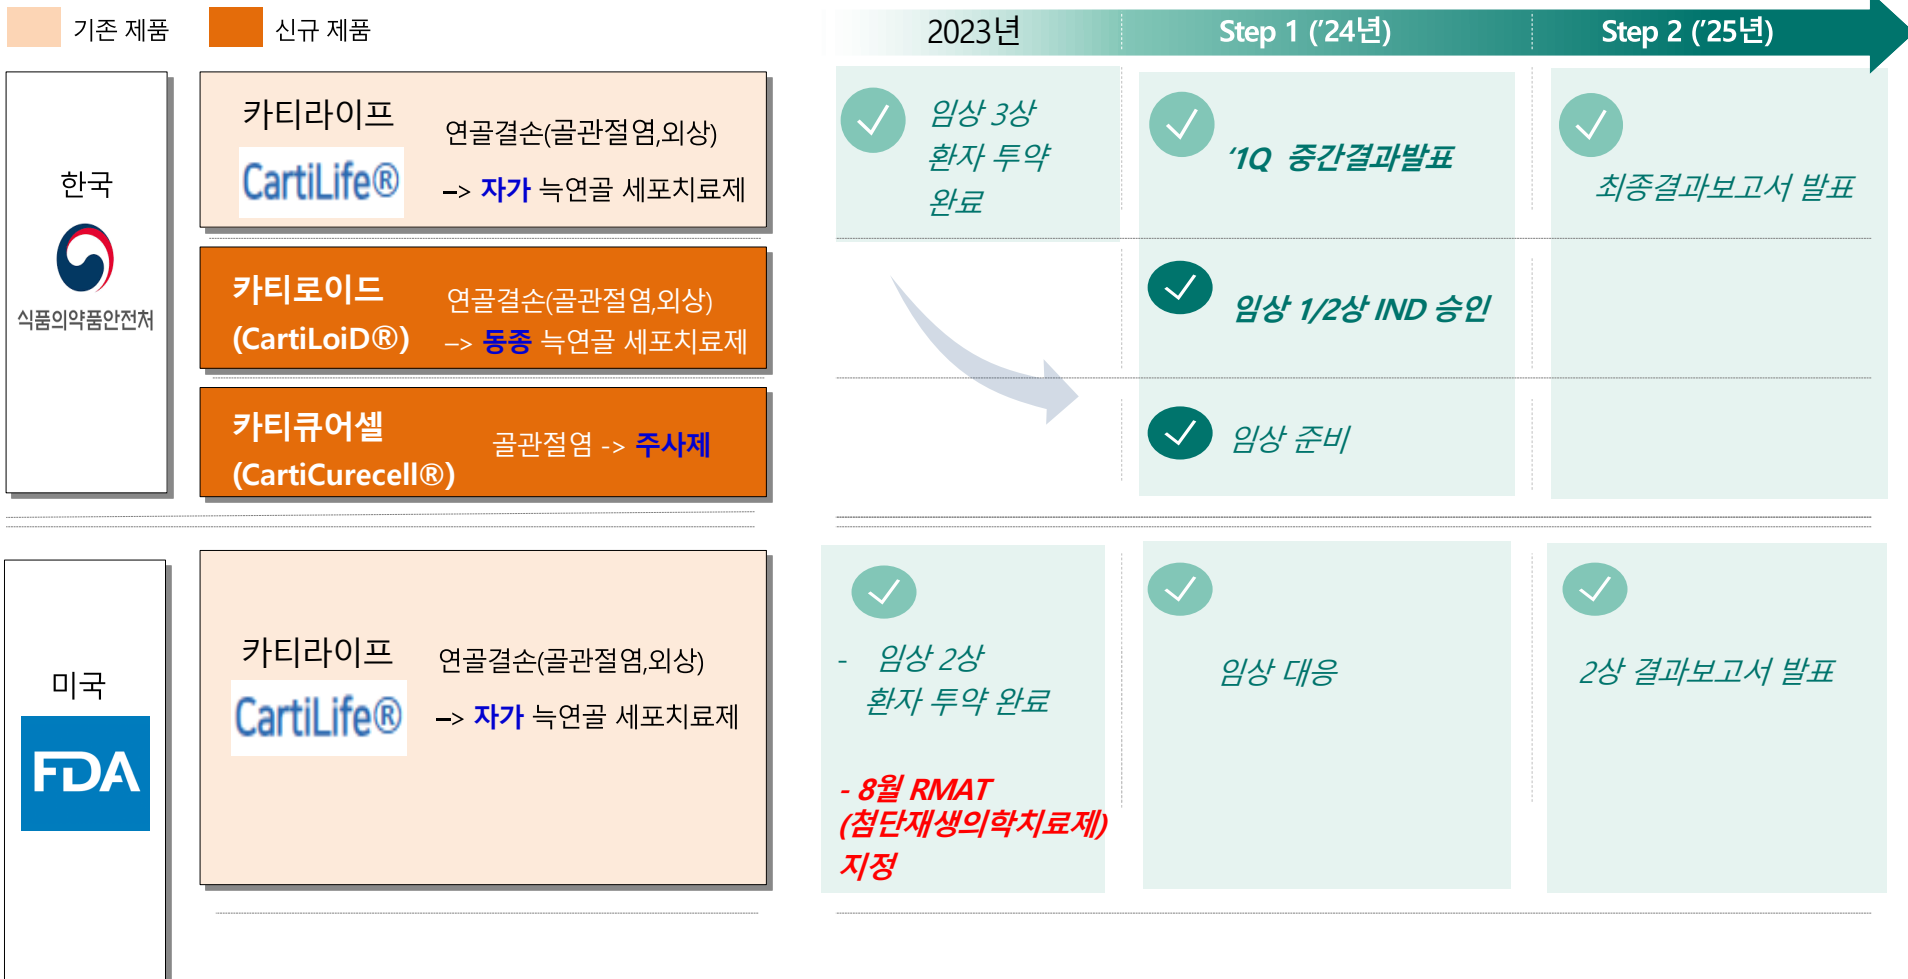 기존 제품
신규 제품
2023년
Step 1 (’24년)
Step 2 (’25년)
한국
식품의약품안전처
카티라이프
CartiLife®
연골결손(골관절염,외상)
–> 자가 늑연골 세포치료제
임상 3상
환자 투약
완료
‘1Q 중간결과발표
최종결과보고서 발표
카티로이드
(CartiLoiD®)
연골결손(골관절염,외상)
–> 동종 늑연골 세포치료제
임상 1/2상 IND 승인
카티큐어셀
(CartiCurecell®)
골관절염 -> 주사제
임상 준비
미국
FDA
카티라이프
CartiLife®
연골결손(골관절염,외상)
–> 자가 늑연골 세포치료제
- 임상 2상
환자 투약 완료
- 8월 RMAT
(첨단재생의학치료제)
지정
임상 대응
2상 결과보고서 발표